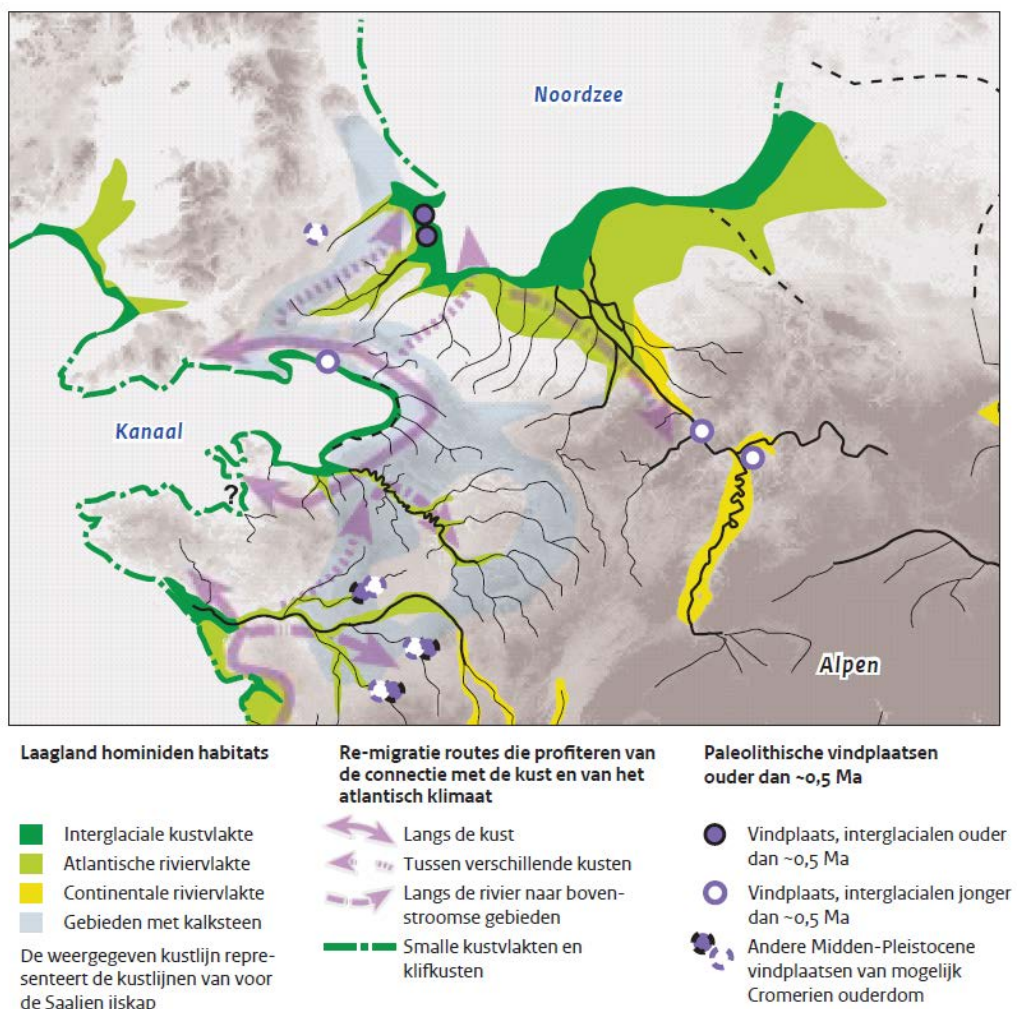 Noordzee
Kanaal
?
Alpen
Laagland hominiden habitats
Interglaciale kustvlakte
Atlantische riviervlakte
Continentale riviervlakte
Gebieden met kalksteen
De weergegeven kustlijn repre-
senteert de kustlijnen van voor
de Saalien ijskap
Re-migratie routes die profiteren van
de connectie met de kust en van het
atlantisch klimaat
Langs de kust
Tussen verschillende kusten
Langs de rivier naar boven-
stroomse gebieden
Smalle kustvlakten en
klifkusten
Paleolithische vindplaatsen
ouder dan ~0,5 Ma
Vindplaats, interglacialen ouder
dan ~0,5 Ma
Vindplaats, interglacialen jonger
dan ~0,5 Ma
Andere Midden-Pleistocene
vindplaatsen van mogelijk
Cromerien ouderdom